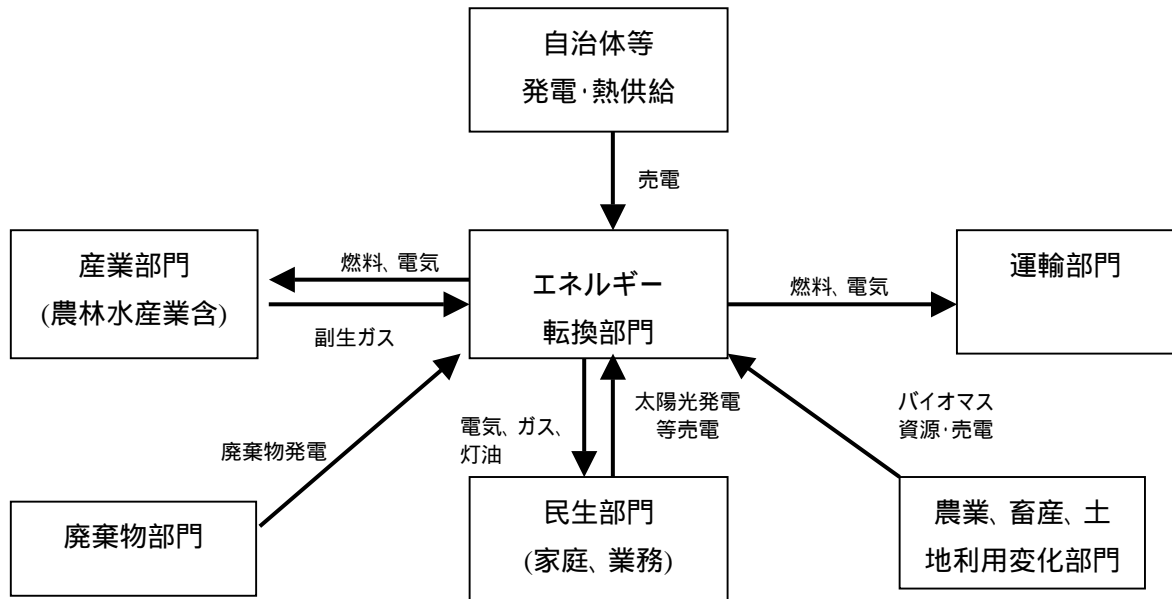 自治体等
発電・熱供給
売電
産業部門
(農林水産業含)
燃料、電気
副生ガス
エネルギー
転換部門
燃料、電気
運輸部門
廃棄物発電
電気、ガス、
灯油
太陽光発電
等売電
バイオマス
資源・売電
廃棄物部門
民生部門
(家庭、業務)
農業、畜産、土
地利用変化部門